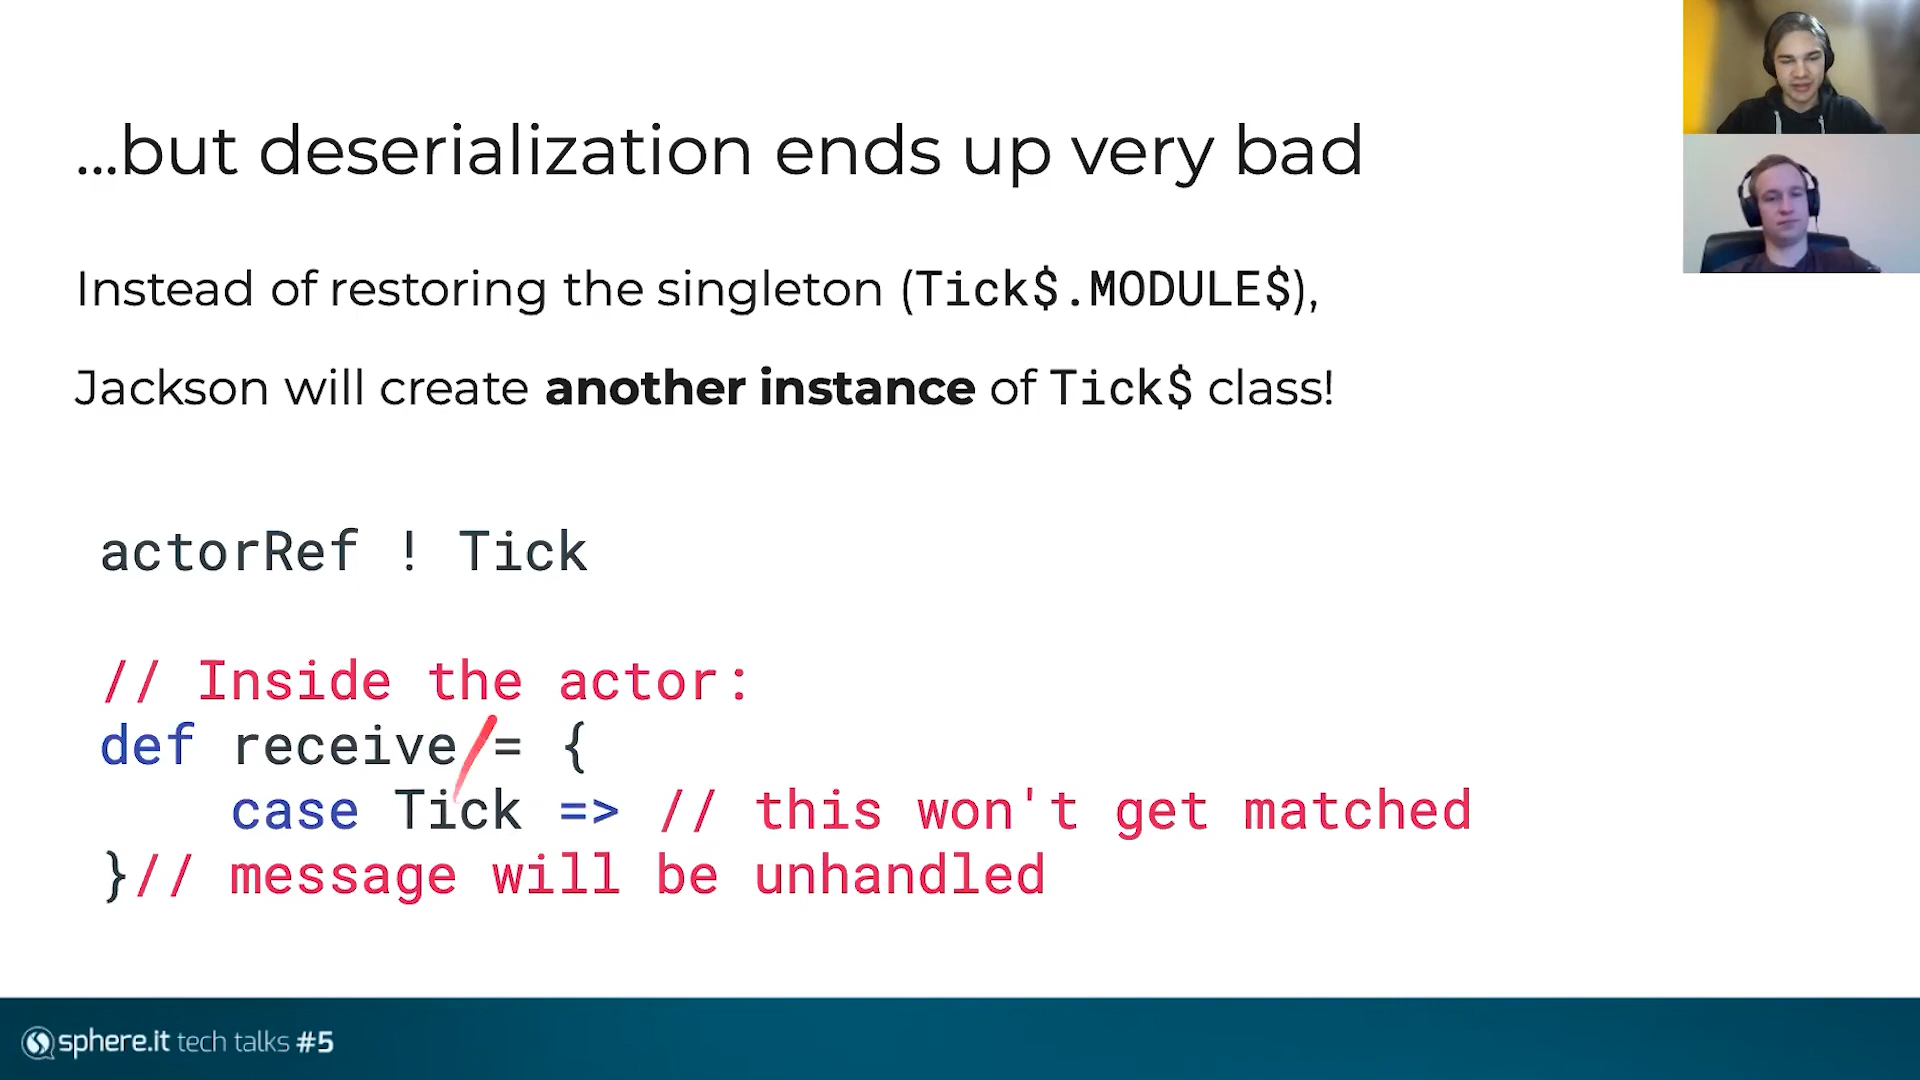 ...but deserialization ends up very bad
Instead of restoring the singleton (Tick$.MODULE$),
Jackson will create another instance of Tick$ class!
actorRef ! Tick
// Inside the actor:
def receive = {
case Tick => // this won't get matched
}// message will be unhandled
sphere.it tech talks #5